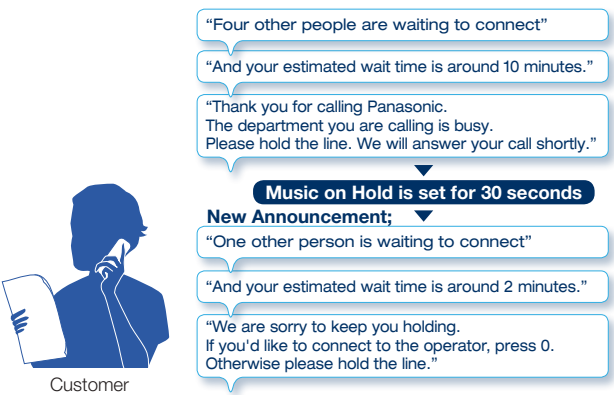 “Four other people are waiting to connect”
“And your estimated wait time is around 10 minutes.”
“Thank you for calling Panasonic.
The department you are calling is busy.
Please hold the line. We will answer your call shortly.”
Music on Hold is set for 30 seconds
New Announcement;
“One other person is waiting to connect”
“And your estimated wait time is around 2 minutes.”
“We are sorry to keep you holding.
If you'd like to connect to the operator, press 0.
Otherwise please hold the line.”
Customer